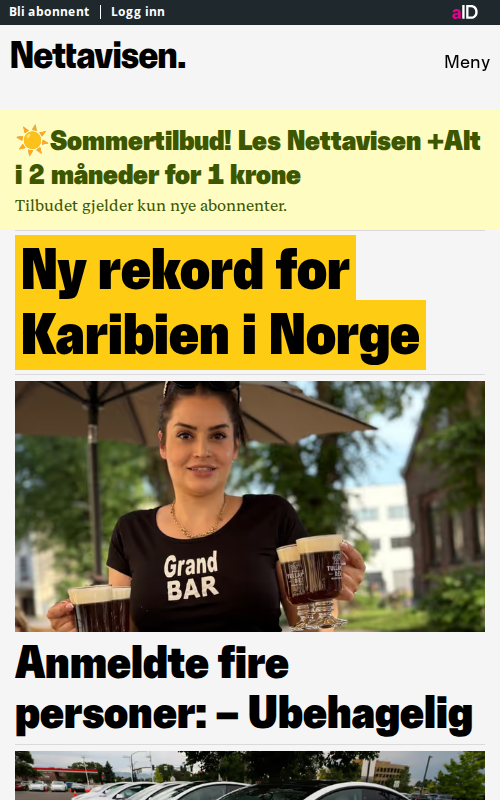 Bli abonnent
Logg inn
aID
Nettavisen.
Meny
☀️Sommertilbud! Les Nettavisen +Alt
i 2 måneder for 1 krone
Tilbudet gjelder kun nye abonnenter.
Ny rekord for
Karibien i Norge
Grand
BAR
Anmeldte fire
personer: – Ubehagelig